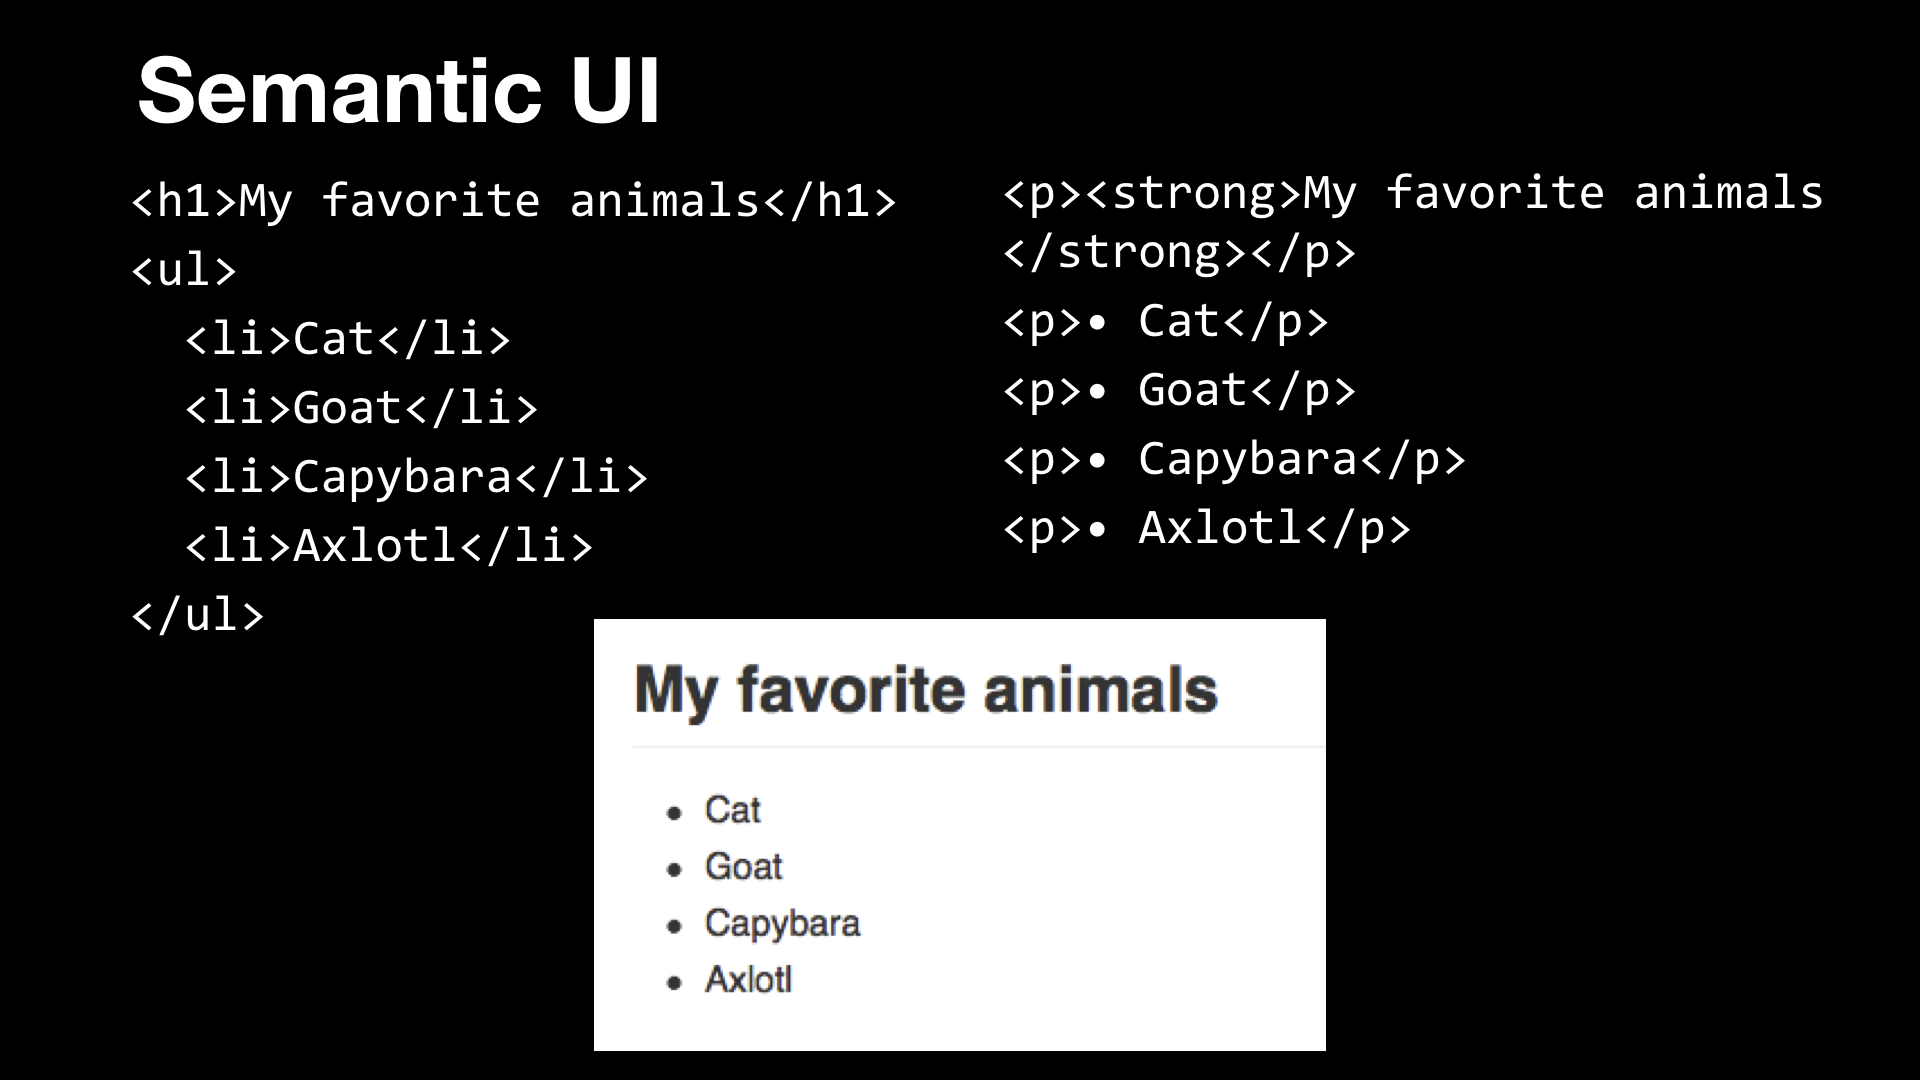 Semantic UI
<h1>My favorite animals</h1>
<ul>
<li>Cat</li>
<li>Goat</li>
<li>Capybara</li>
<li>Axlotl</li>
</ul>
<p><strong>My favorite animals
</strong></p>
<p>• Cat</p>
<p>• Goat</p>
<p>• Capybara</p>
<p>• Axlotl</p>
My favorite animals
• Cat
• Goat
• Capybara
• Axlotl